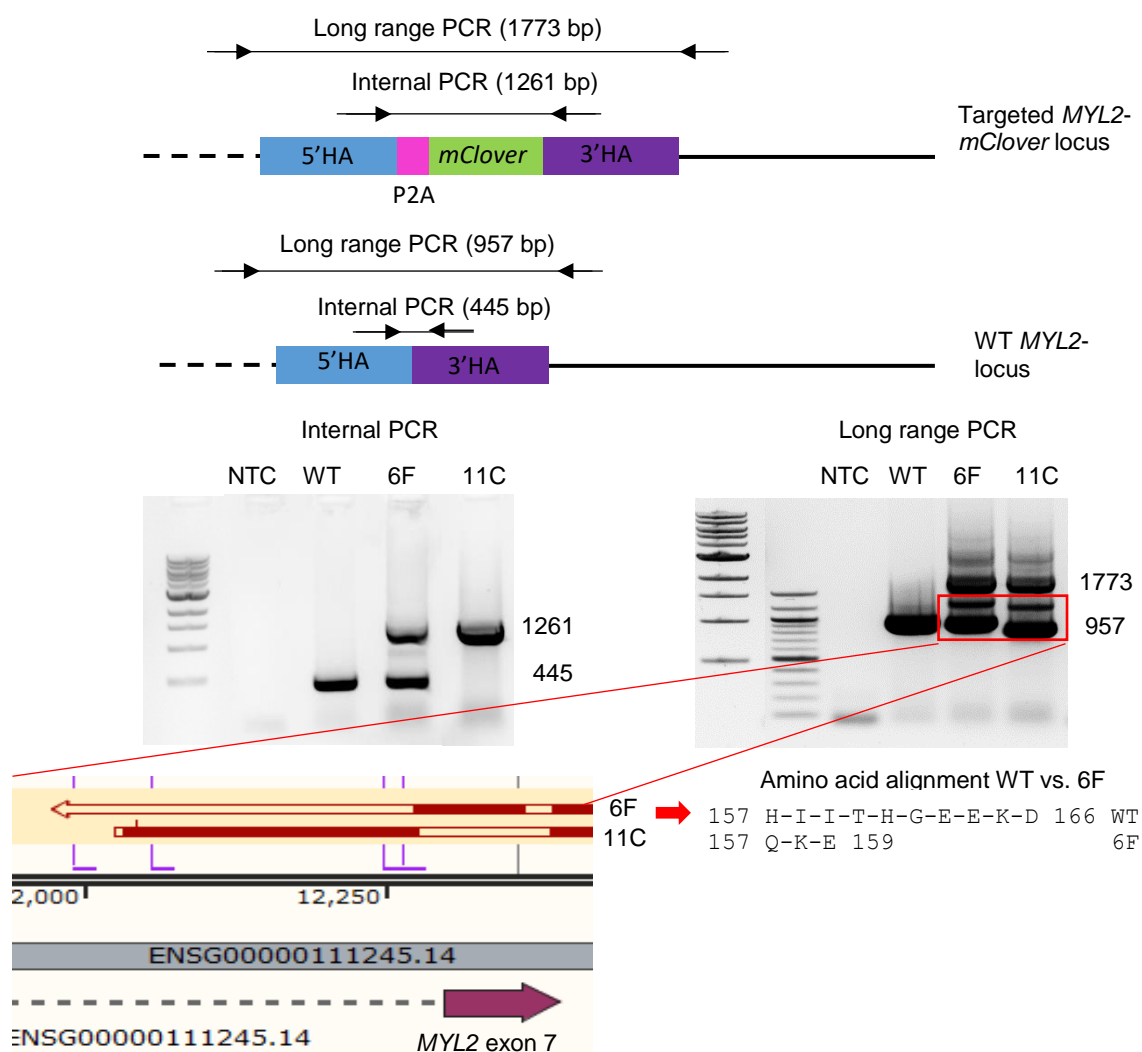 Long range PCR (1773 bp)
Internal PCR (1261 bp)
Targeted MYL2-
mClover locus
5'HA
mClover
3'HA
P2A
Long range PCR (957 bp)
Internal PCR (445 bp)
WT MYL2-
locus
5'HA
3'HA
Internal PCR
Long range PCR
NTC WT 6F 11C
NTC WT 6F 11C
1261
445
1773
957
6F
11C
2,000
12,250
ENSG00000111245.14
ENSG00000111245.14
MYL2 exon 7
Amino acid alignment WT vs. 6F
157 H-I-I-T-H-G-E-E-K-D 166 WT
157 Q-K-E 159 6F